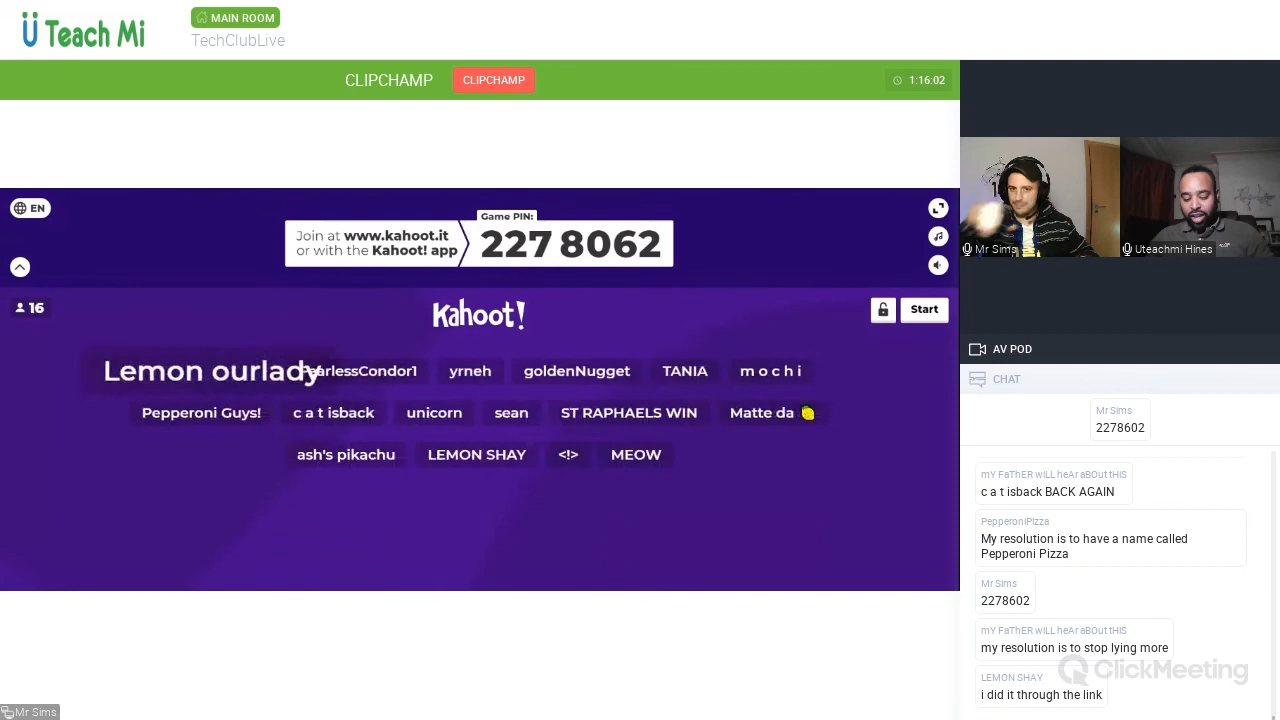 Ü Teach Mi
MAIN ROOM
TechClubLive
CLIPCHAMP
CLIPCHAMP
1:16:02
EN
Join at www.kahoot.it
or with the Kahoot! app
Game PIN:
227 8062
16
Kahoot!
Start
Lemon ourlady
arlessCondor1
yrneh
goldenNugget
TANIA
m o c h i
Pepperoni Guys!
c a t isback
unicorn
sean
ST RAPHAELS WIN
Matte da 🍋
ash's pikachu
LEMON SHAY
<!>
MEOW
Mr Sims
Mr Sims
Uteachmi Hines
AV POD
CHAT
Mr Sims
2278602
mY FaThER wiLL heAr aBOut tHIS
c a t isback BACK AGAIN
PepperoniPizza
My resolution is to have a name called
Pepperoni Pizza
Mr Sims
2278602
mY FaThER wiLL heAr aBOut tHIS
my resolution is to stop lying more
LEMON SHAY
i did it through the link
ClickMeeting